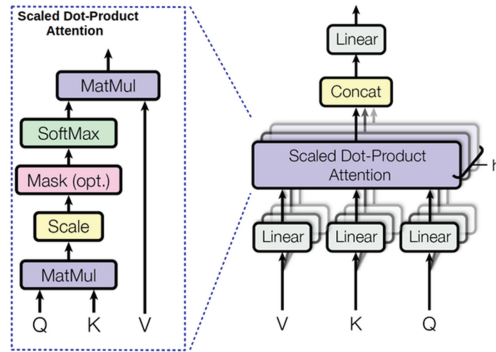 Scaled Dot-Product
Attention
MatMul
SoftMax
Mask (opt.)
Scale
MatMul
Q K V
Linear
Concat
Scaled Dot-Product
Attention
h
Linear Linear Linear
V K Q